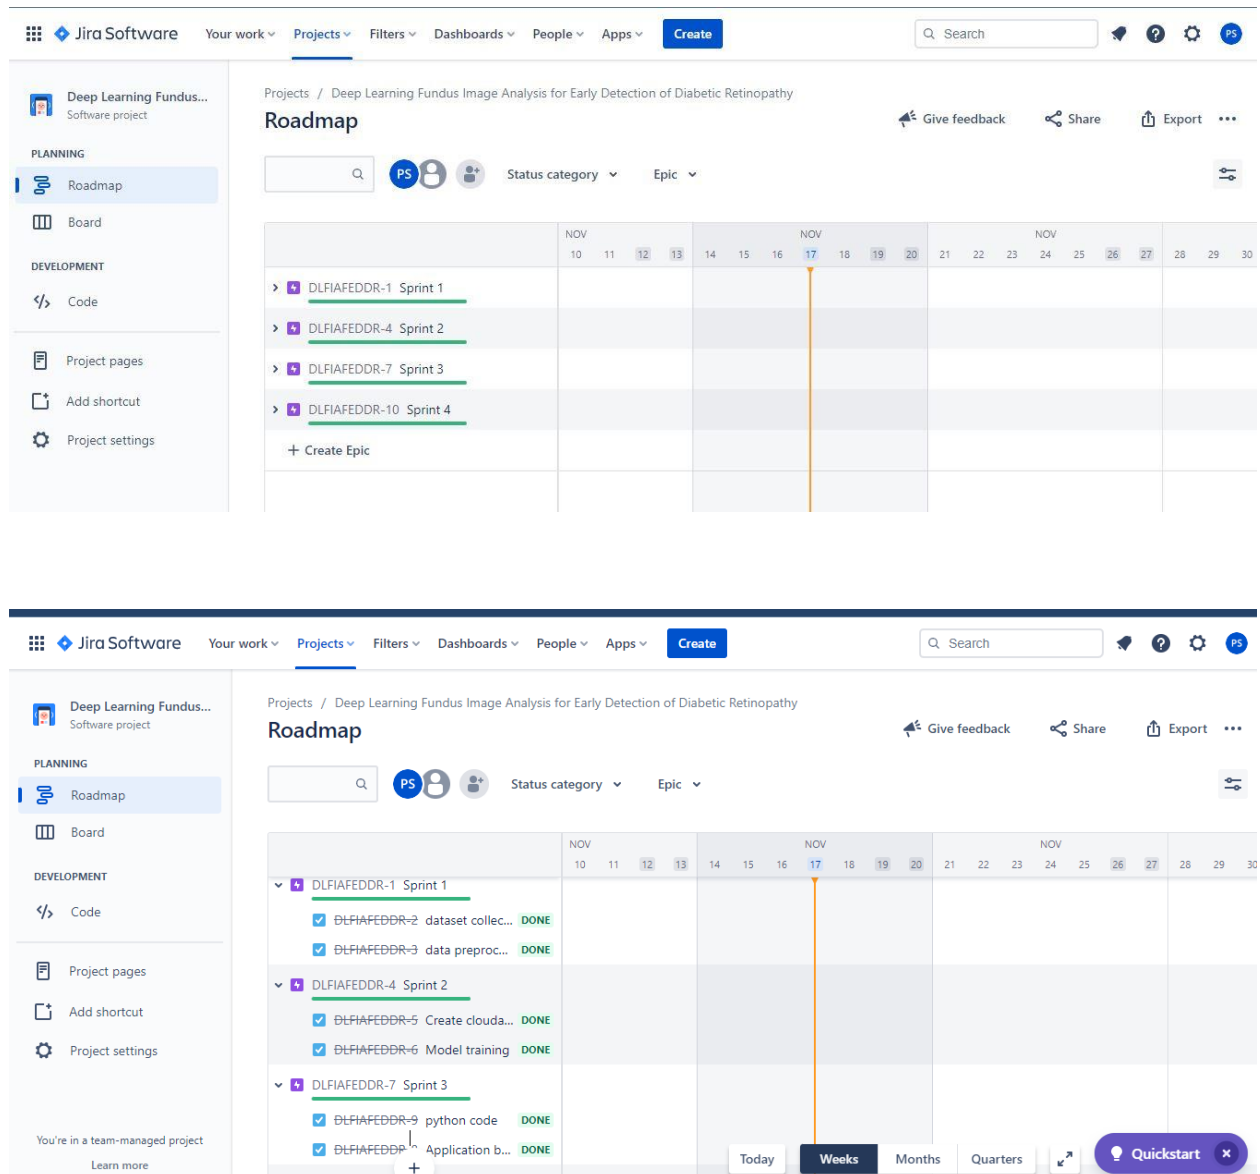 Jira Software Your work Projects Filters Dashboards People Apps Create Search PS
Deep Learning Fundus...
Software project
Projects / Deep Learning Fundus Image Analysis for Early Detection of Diabetic Retinopathy
Roadmap
Give feedback Share Export
PLANNING
PS Status category Epic
Roadmap
Board
DEVELOPMENT
Code
Project pages
Add shortcut
Project settings
NOV NOV NOV
10 11 12 13 14 15 16 17 18 19 20 21 22 23 24 25 26 27 28 29 30
DLFIAFEDDR-1 Sprint 1
DLFIAFEDDR-4 Sprint 2
DLFIAFEDDR-7 Sprint 3
DLFIAFEDDR-10 Sprint 4
+ Create Epic
Jira Software Your work Projects Filters Dashboards People Apps Create Search PS
Deep Learning Fundus...
Software project
Projects / Deep Learning Fundus Image Analysis for Early Detection of Diabetic Retinopathy
Roadmap
Give feedback Share Export
PLANNING
PS Status category Epic
Roadmap
Board
DEVELOPMENT
Code
Project pages
Add shortcut
Project settings
You're in a team-managed project
Learn more
NOV NOV NOV
10 11 12 13 14 15 16 17 18 19 20 21 22 23 24 25 26 27 28 29 30
DLFIAFEDDR-1 Sprint 1
DLFIAFEDDR-2 dataset collec... DONE
DLFIAFEDDR-3 data preproc... DONE
DLFIAFEDDR-4 Sprint 2
DLFIAFEDDR-5 Create clouda... DONE
DLFIAFEDDR-6 Model training DONE
DLFIAFEDDR-7 Sprint 3
DLFIAFEDDR-9 python code DONE
Application b... DONE
Today Weeks Months Quarters Quickstart